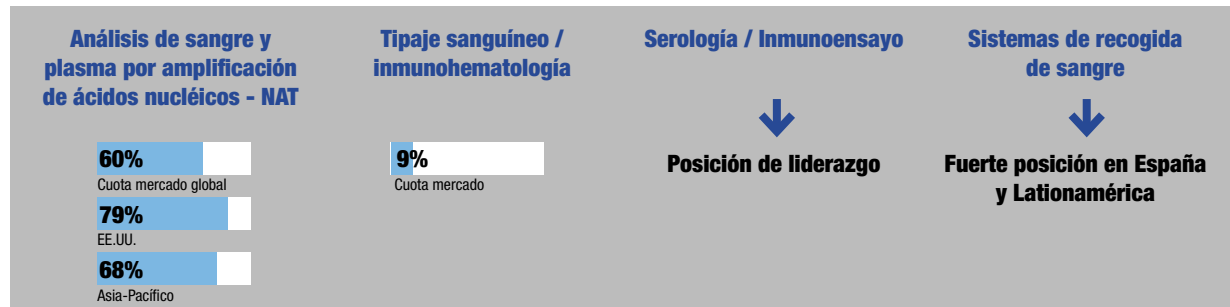 Análisis de sangre y
plasma por amplificación
de ácidos nucléicos - NAT
60%
Cuota mercado global
79%
EE.UU.
68%
Asia-Pacífico
Tipaje sanguíneo /
inmunohematología
9%
Cuota mercado
Serología / Inmunoensayo
Posición de liderazgo
Sistemas de recogida
de sangre
Fuerte posición en España
y Lationamérica